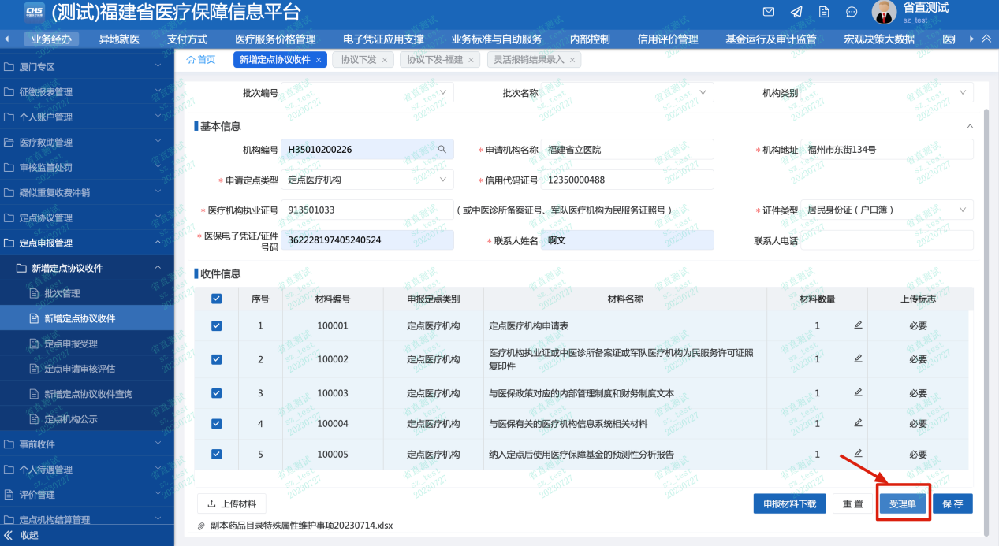 CHS
(测试)福建省医疗保障信息平台
省直测试
sz_test
业务经办 异地就医 支付方式 医疗服务价格管理 电子凭证应用支撑 业务标准与自助服务 内部控制 信用评价管理 基金运行及审计监管 宏观决策大数据 医疗
首页 新增定点协议收件 × 协议下发 × 协议下发-福建 × 灵活报销结果录入 ×
厦门专区
征缴报表管理
个人账户管理
医疗救助管理
审核监管处罚
疑似重复收费冲销
定点协议管理
定点申报管理
新增定点协议收件
批次管理
新增定点协议收件
定点申报受理
定点申请审核评估
新增定点协议收件查询
定点机构公示
事前收件
个人待遇管理
评价管理
定点机构结算管理
收起
批次编号 批次名称 机构类别
基本信息
机构编号 H35010200226 * 申请机构名称 福建省立医院 * 机构地址 福州市东街134号
* 申请定点类型 定点医疗机构 * 信用代码证号 12350000488
* 医疗机构执业证号 913501033 (或中医诊所备案证号、军队医疗机构为民服务证照号) * 证件类型 居民身份证(户口簿)
* 医保电子凭证/证件号码 362228197405240524 * 联系人姓名 啊文 联系人电话
收件信息
序号 材料编号 申报定点类别 材料名称 材料数量 上传标志
1 100001 定点医疗机构 定点医疗机构申请表 1 必要
2 100002 定点医疗机构 医疗机构执业证或中医诊所备案证或军队医疗机构为民服务许可证照复印件 1 必要
3 100003 定点医疗机构 与医保政策对应的内部管理制度和财务制度文本 1 必要
4 100004 定点医疗机构 与医保有关的医疗机构信息系统相关材料 1 必要
5 100005 定点医疗机构 纳入定点后使用医疗保障基金的预测性分析报告 1 必要
上传材料 申报材料下载 重置 受理单 保存
副本药品目录特殊属性维护事项20230714.xlsx
省直测试
sz_test
20230727